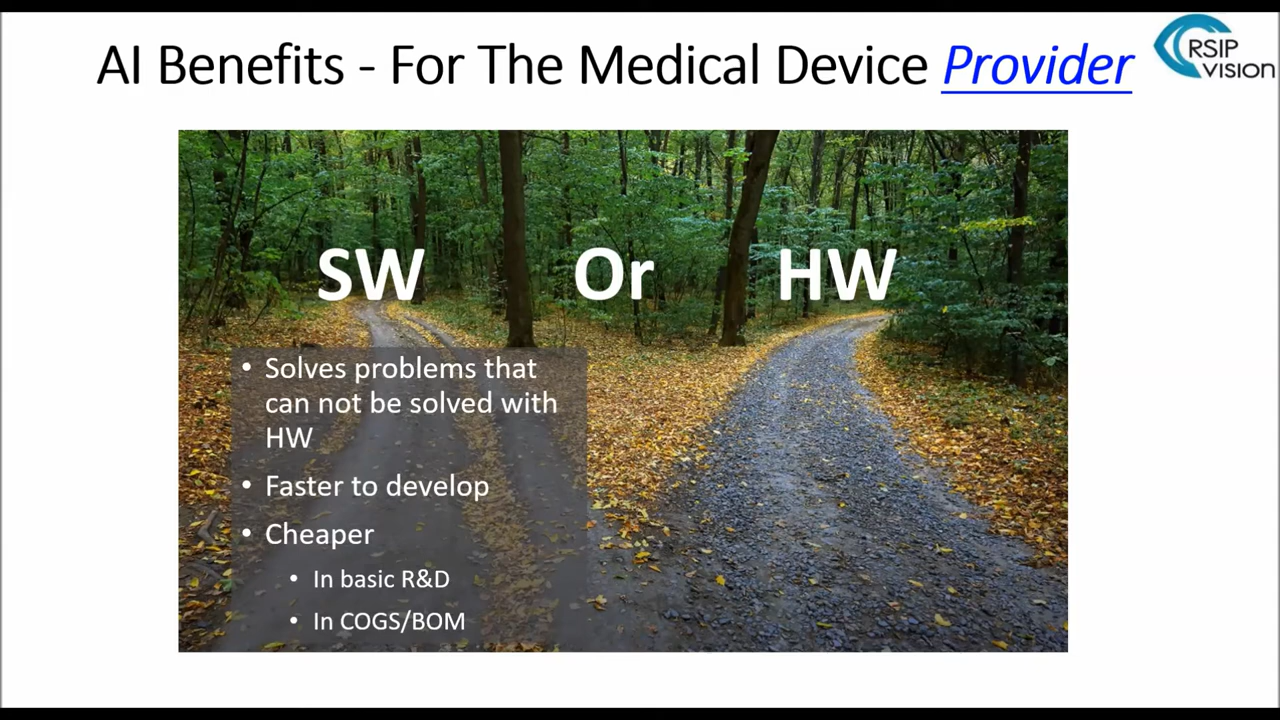 AI Benefits - For The Medical Device Provider
RSIP
VISION
SW Or HW
• Solves problems that
can not be solved with
HW
• Faster to develop
• Cheaper
• In basic R&D
• In COGS/BOM